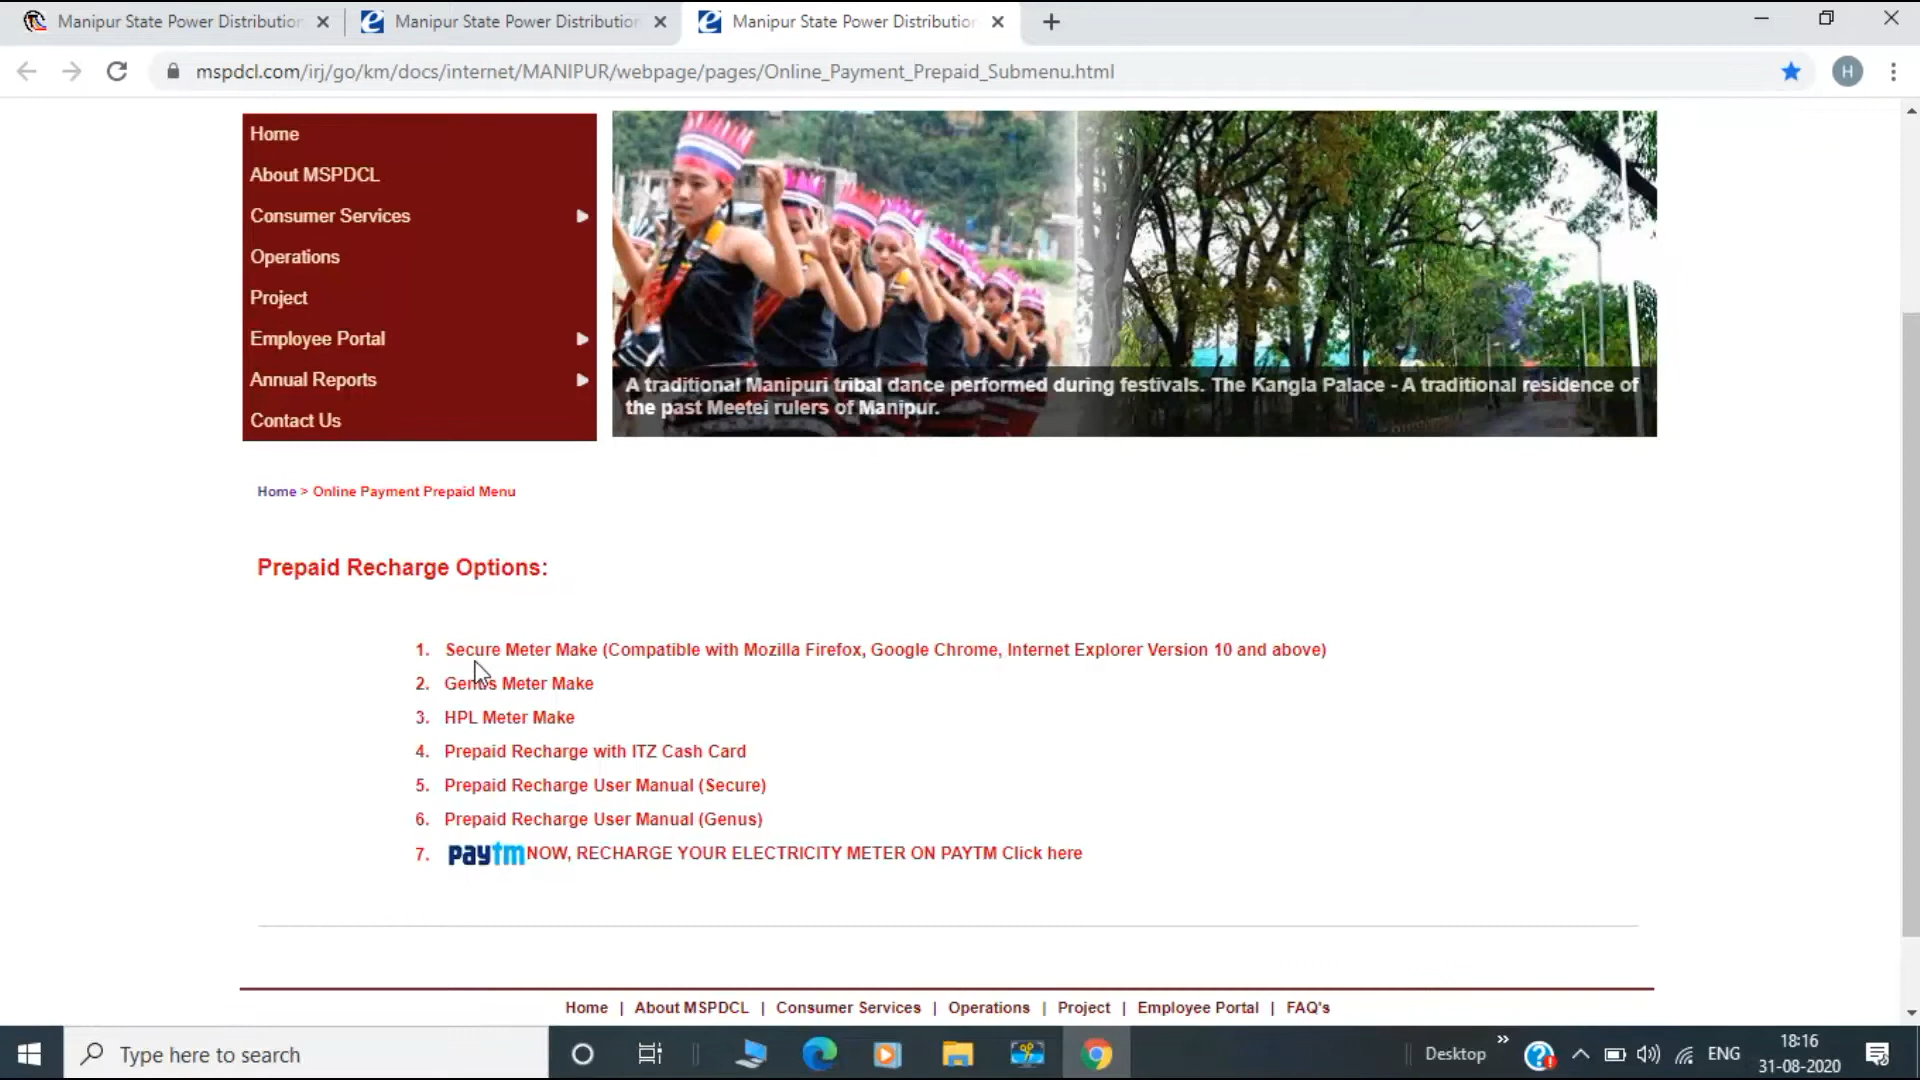 Manipur State Power Distribution
Manipur State Power Distribution
Manipur State Power Distribution
mspdcl.com/irj/go/km/docs/internet/MANIPUR/webpage/pages/Online_Payment_Prepaid_Submenu.html
H
Home
About MSPDCL
Consumer Services
Operations
Project
Employee Portal
Annual Reports
Contact Us
A traditional Manipuri tribal dance performed during festivals. The Kangla Palace - A traditional residence of
the past Meetei rulers of Manipur.
Home > Online Payment Prepaid Menu
Prepaid Recharge Options:
1. Secure Meter Make (Compatible with Mozilla Firefox, Google Chrome, Internet Explorer Version 10 and above)
2. Genus Meter Make
3. HPL Meter Make
4. Prepaid Recharge with ITZ Cash Card
5. Prepaid Recharge User Manual (Secure)
6. Prepaid Recharge User Manual (Genus)
7. paytm NOW, RECHARGE YOUR ELECTRICITY METER ON PAYTM Click here
Home | About MSPDCL | Consumer Services | Operations | Project | Employee Portal | FAQ's
Type here to search
Desktop
ENG
18:16
31-08-2020